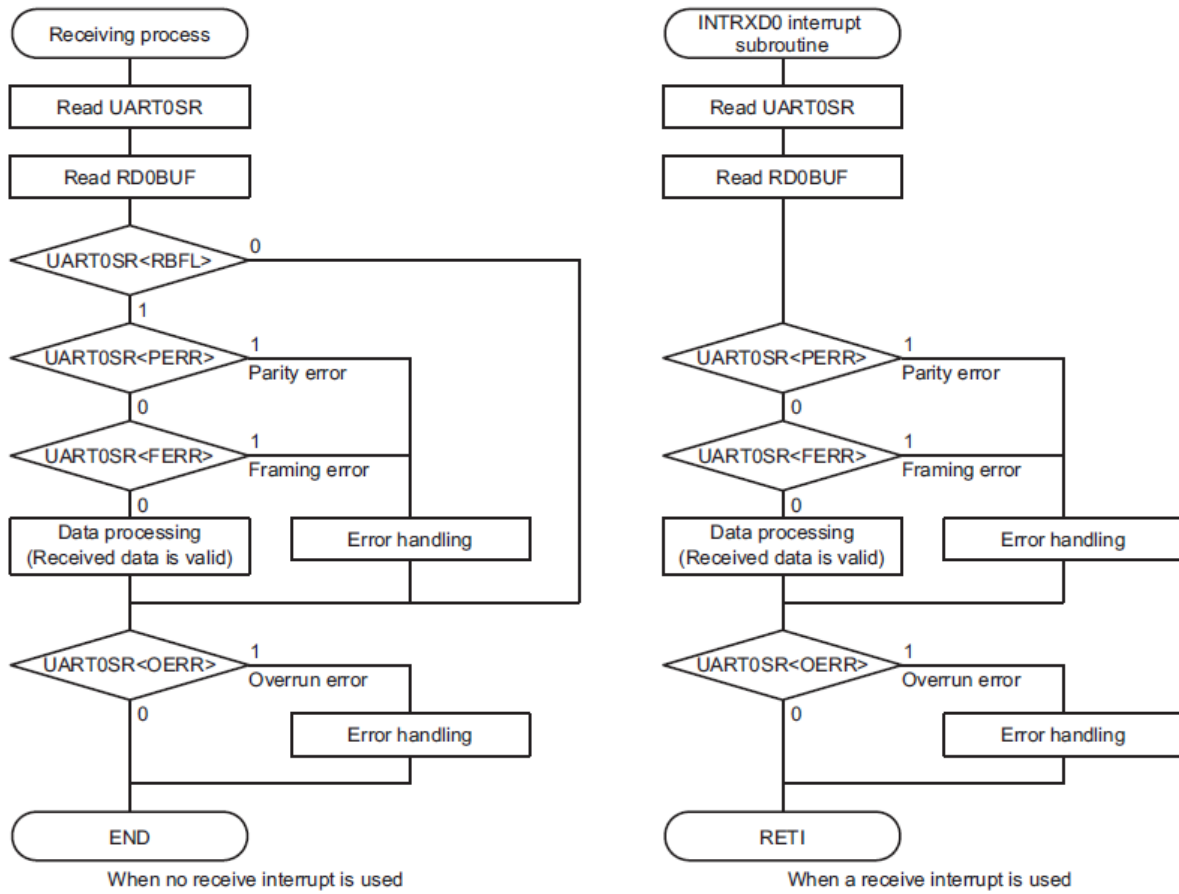 Receiving process
Read UART0SR
Read RD0BUF
UART0SR<RBFL>
0
1
UART0SR<PERR>
1
Parity error
0
UART0SR<FERR>
1
Framing error
0
Data processing
(Received data is valid)
Error handling
UART0SR<OERR>
1
Overrun error
0
Error handling
END
When no receive interrupt is used
INTRXD0 interrupt
subroutine
Read UART0SR
Read RD0BUF
UART0SR<PERR>
1
Parity error
0
UART0SR<FERR>
1
Framing error
0
Data processing
(Received data is valid)
Error handling
UART0SR<OERR>
1
Overrun error
0
Error handling
RETI
When a receive interrupt is used